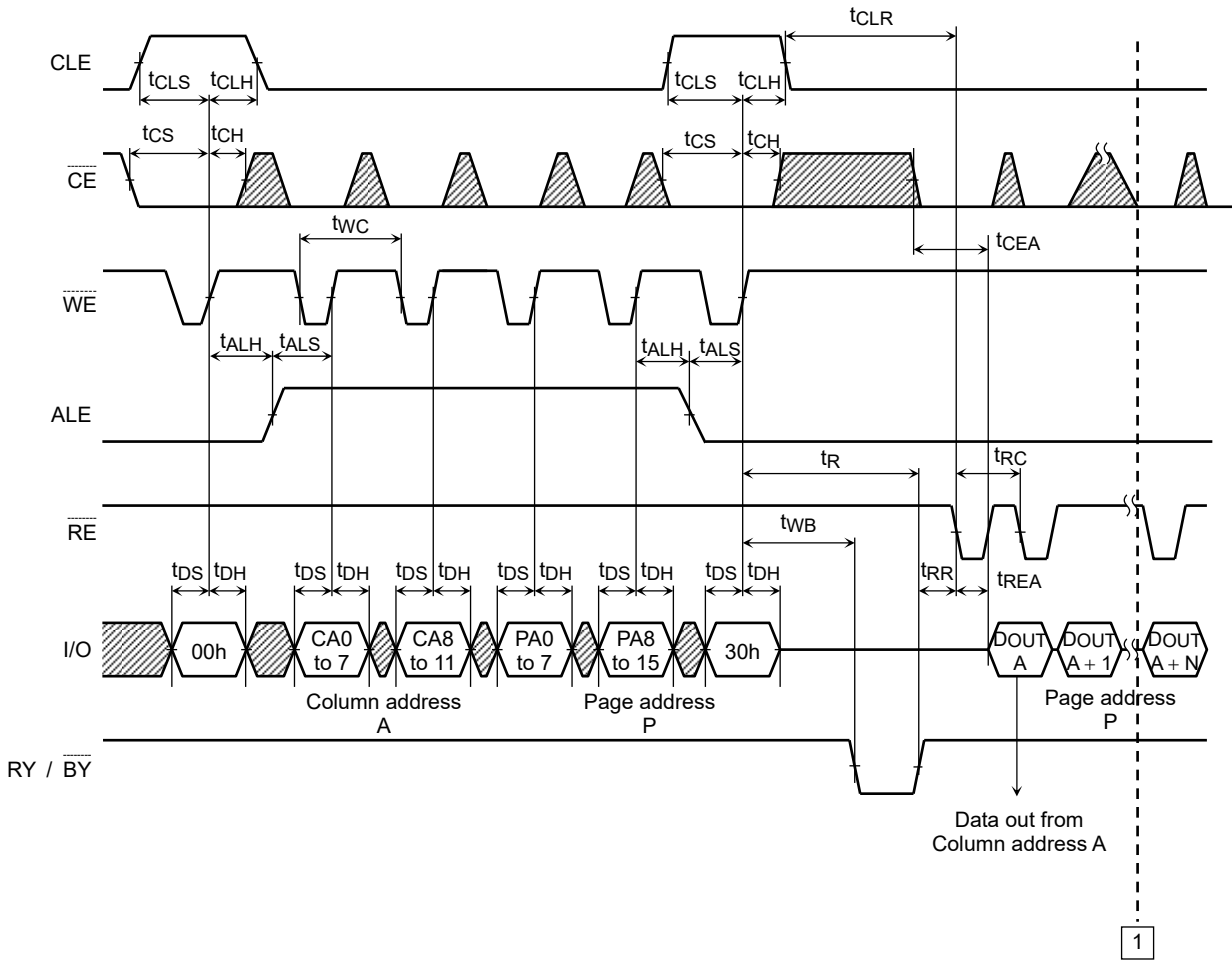 tCLR
CLE
tCLS tCLH tCLS tCLH
tCS tCH tCS tCH
CE
tWC tCEA
WE
tALH tALS tALH tALS
ALE
tR tRC
RE
tWB
tDS tDH tDS tDH tDS tDH tDS tDH tDS tDH tDS tDH tRR tREA
I/O 00h CA0 to 7 CA8 to 11 PA0 to 7 PA8 to 15 30h DOUT A DOUT A + 1 DOUT A + N
Column address A
Page address P
Page address P
RY / BY
Data out from
Column address A
1